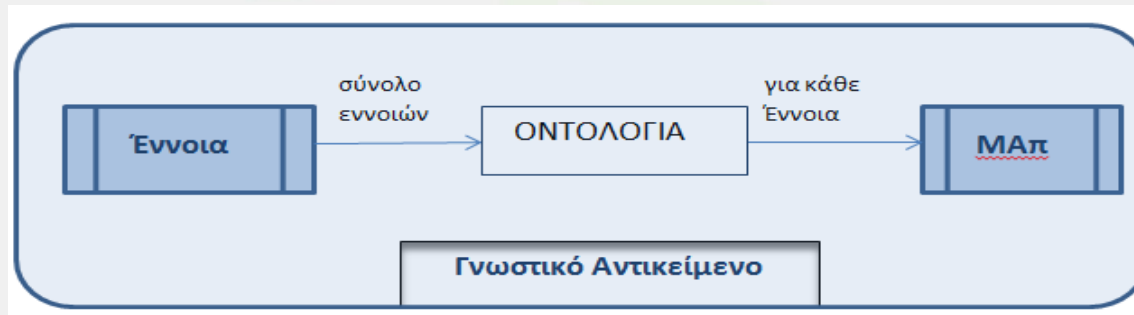 σύνολο
εννοιών
για κάθε
Έννοια
Έννοια
ΟΝΤΟΛΟΓΙΑ
ΜΑπ
Γνωστικό Αντικείμενο